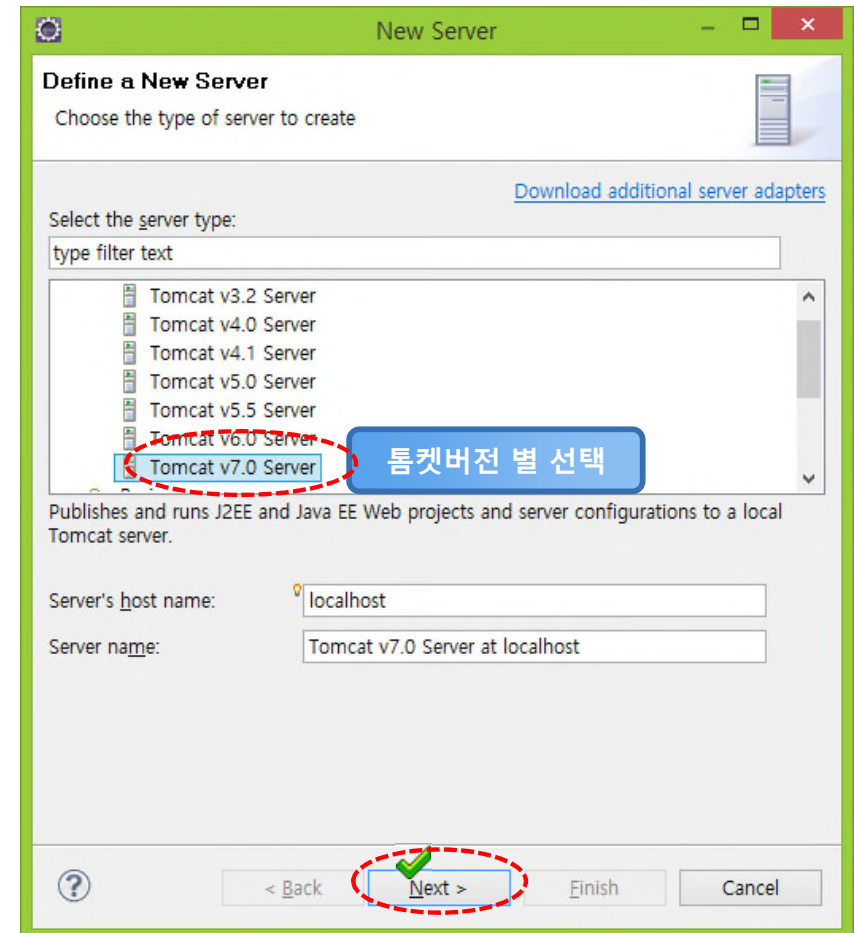 New Server
Define a New Server
Choose the type of server to create
Download additional server adapters
Select the server type:
type filter text
Tomcat v3.2 Server
Tomcat v4.0 Server
Tomcat v4.1 Server
Tomcat v5.0 Server
Tomcat v5.5 Server
Tomcat v6.0 Server
Tomcat v7.0 Server
톰켓버전 별 선택
Publishes and runs J2EE and Java EE Web projects and server configurations to a local
Tomcat server.
Server's host name:
localhost
Server name:
Tomcat v7.0 Server at localhost
?
< Back
Next >
Finish
Cancel